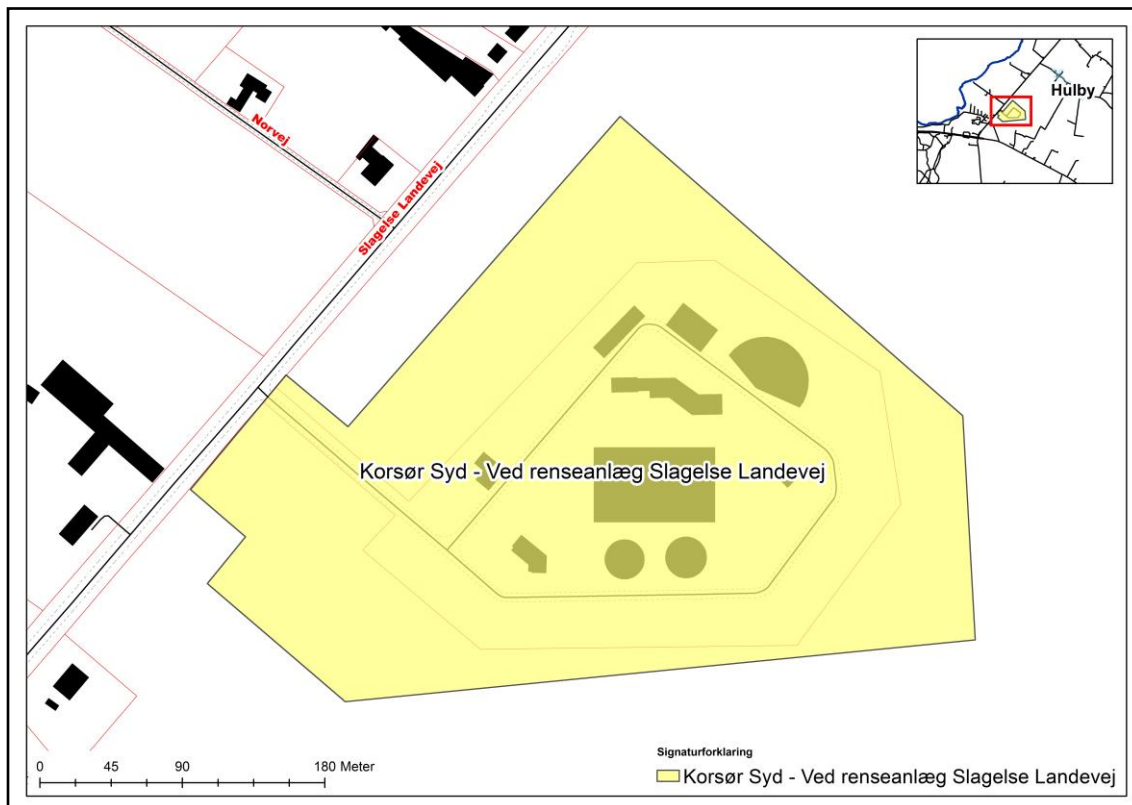 Hulby
Norvej
Slagelse Landevej
Korsør Syd - Ved renseanlæg Slagelse Landevej
0 45 90 180 Meter
Signaturforklaring
Korsør Syd - Ved renseanlæg Slagelse Landevej